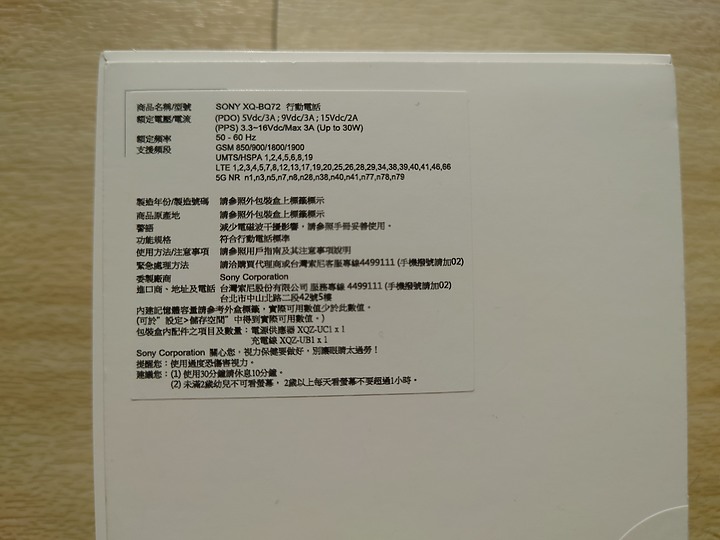 商品名稱/型號 SONY XQ-BQ72 行動電話
額定電壓/電流 (PDO) 5Vdc/3A ; 9Vdc/3A ; 15Vdc/2A
(PPS) 3.3~16Vdc/Max 3A (Up to 30W)
額定頻率 50 - 60 Hz
支援頻段 GSM 850/900/1800/1900
UMTS/HSPA 1,2,4,5,6,8,19
LTE 1,2,3,4,5,7,8,12,13,17,19,20,25,26,28,29,34,38,39,40,41,46,66
5G NR n1,n3,n5,n7,n8,n28,n38,n40,n41,n77,n78,n79
製造年份/製造號碼 請參照外包裝盒上標籤標示
商品原產地 請參照外包裝盒上標籤標示
警語 減少電磁波干擾影響,請參照手冊妥善使用。
功能規格 符合行動電話標準
使用方法/注意事項 請參照用戶指南及其注意事項說明
緊急處理方法 請洽購買代理商或台灣索尼客服專線4499111 (手機撥號請加02)
委製廠商 Sony Corporation
進口商、地址及電話 台灣索尼股份有限公司 服務專線 4499111 (手機撥號請加02)
台北市中山北路二段42號5樓
內建記憶體容量請參考外盒標籤,實際可用數值少於此數值。
(可於"設定>儲存空間"中得到實際可用數值。)
包裝盒內配件之項目及數量:電源供應器 XQZ-UC1 x 1
充電線 XQZ-UB1 x 1
Sony Corporation 關心您,視力保健要做好,別讓眼睛太過勞!
提醒您:使用過度恐傷害視力。
建議您:(1) 使用30分鐘請休息10分鐘。
(2) 未滿2歲幼兒不可看螢幕,2歲以上每天看螢幕不要超過1小時。